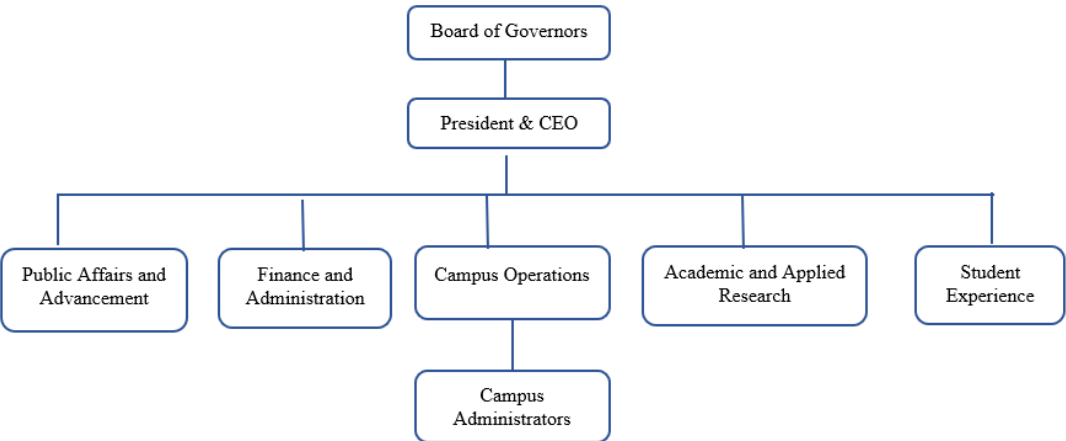 Board of Governors
President & CEO
Public Affairs and
Advancement
Finance and
Administration
Campus Operations
Academic and Applied
Research
Student
Experience
Campus
Administrators